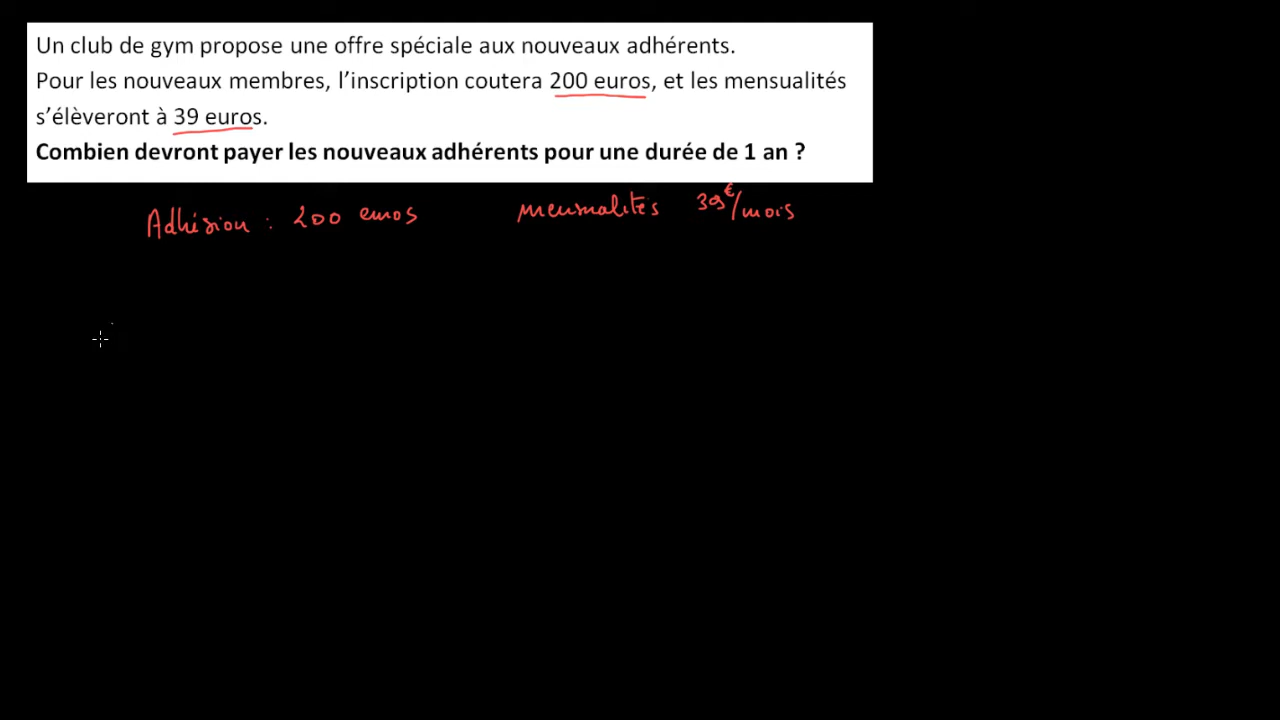 Un club de gym propose une offre spéciale aux nouveaux adhérents.
Pour les nouveaux membres, l’inscription coutera 200 euros, et les mensualités
s’élèveront à 39 euros.
Combien devront payer les nouveaux adhérents pour une durée de 1 an ?
Adhésion : 200 euros mensualités 39€/mois